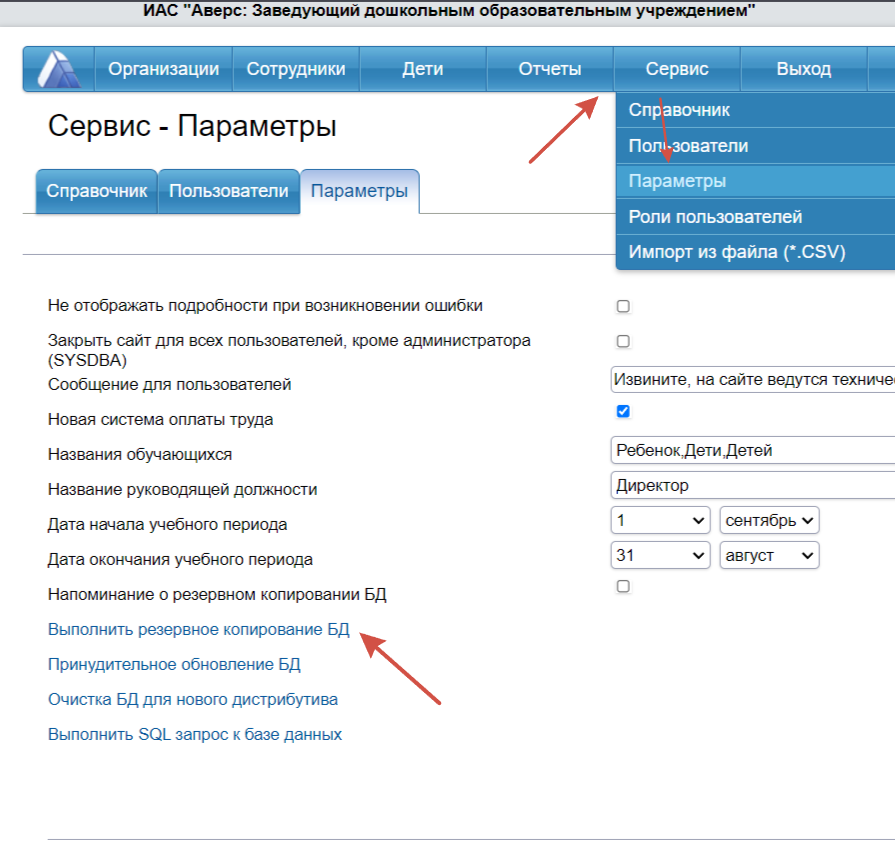 ИАС "Аверс: Заведующий дошкольным образовательным учреждением"
Организации Сотрудники Дети Отчеты Сервис Выход
Справочник
Пользователи
Параметры
Роли пользователей
Импорт из файла (*.CSV)
Сервис - Параметры
Справочник Пользователи Параметры
Не отображать подробности при возникновении ошибки
Закрыть сайт для всех пользователей, кроме администратора
(SYSDBA)
Сообщение для пользователей Извините, на сайте ведутся
Новая система оплаты труда
Названия обучающихся Ребенок,Дети,Детей
Название руководящей должности Директор
Дата начала учебного периода 1 сентябрь
Дата окончания учебного периода 31 август
Напоминание о резервном копировании БД
Выполнить резервное копирование БД
Принудительное обновление БД
Очистка БД для нового дистрибутива
Выполнить SQL запрос к базе данных